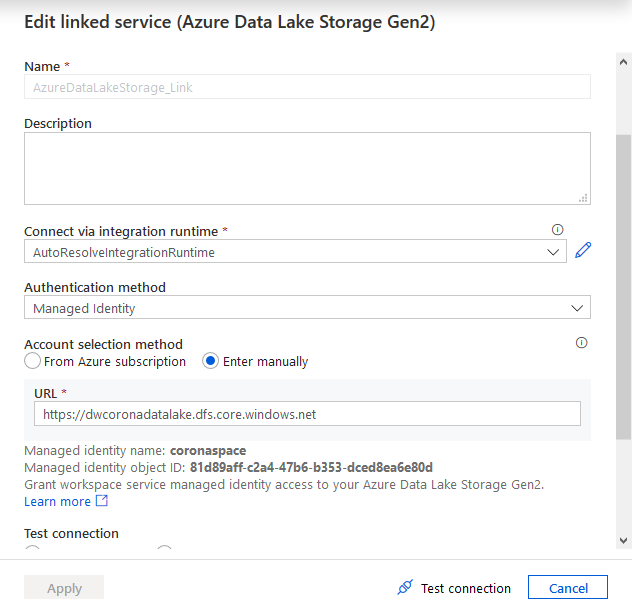 Edit linked service (Azure Data Lake Storage Gen2)
Name *
AzureDataLakeStorage_Link
Description
Connect via integration runtime *
AutoResolveIntegrationRuntime
Authentication method
Managed Identity
Account selection method
From Azure subscription Enter manually
URL *
https://dwcoronadatalake.dfs.core.windows.net
Managed identity name: coronaspace
Managed identity object ID: 81d89aff-c2a4-47b6-b353-dced8ea6e80d
Grant workspace service managed identity access to your Azure Data Lake Storage Gen2.
Learn more
Test connection
Apply Test connection Cancel